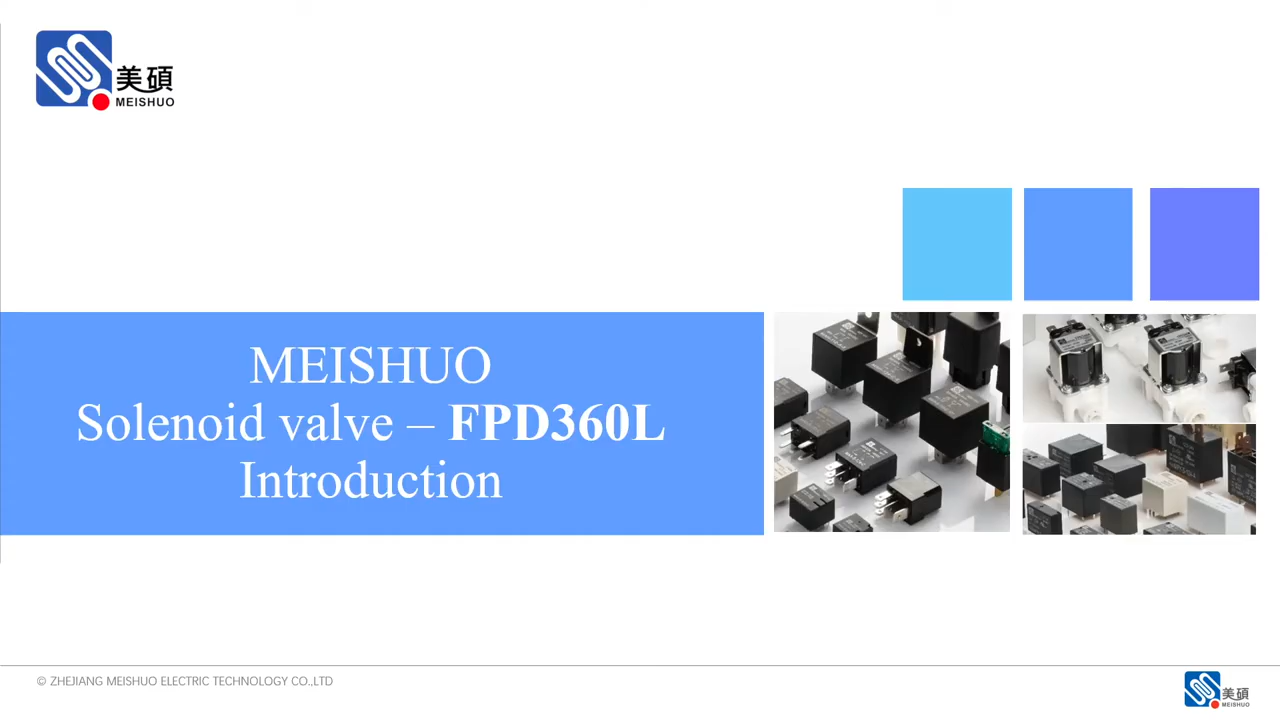 美碩
MEISHUO
MEISHUO
Solenoid valve – FPD360L
Introduction
© ZHEJIANG MEISHUO ELECTRIC TECHNOLOGY CO.,LTD
美碩
MEISHUO